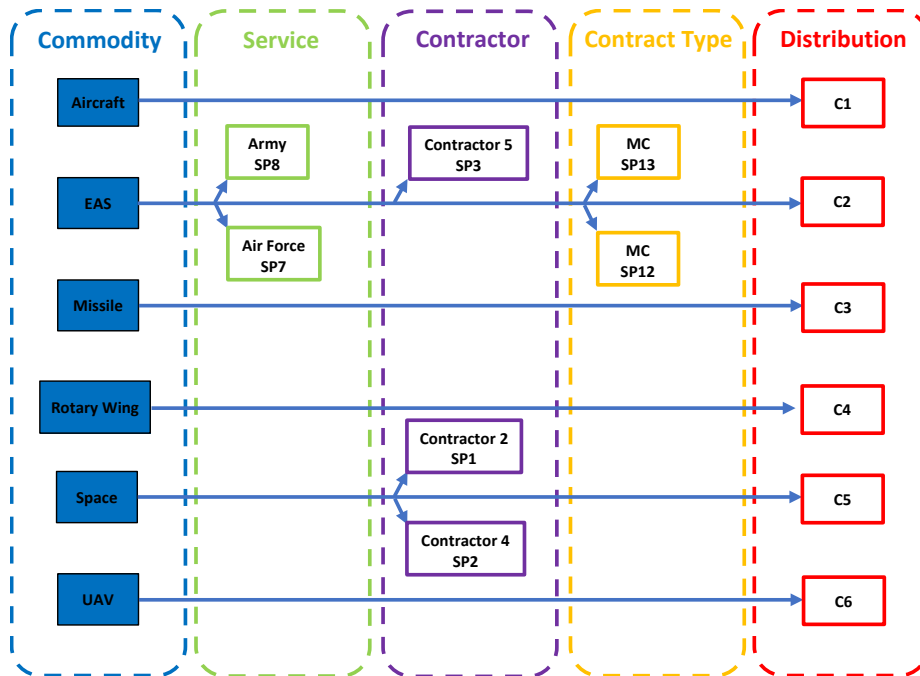 Commodity
Service
Contractor
Contract Type
Distribution
Aircraft
C1
Army
SP8
Contractor 5
SP3
MC
SP13
EAS
C2
Air Force
SP7
MC
SP12
Missile
C3
Rotary Wing
C4
Contractor 2
SP1
Space
C5
Contractor 4
SP2
UAV
C6